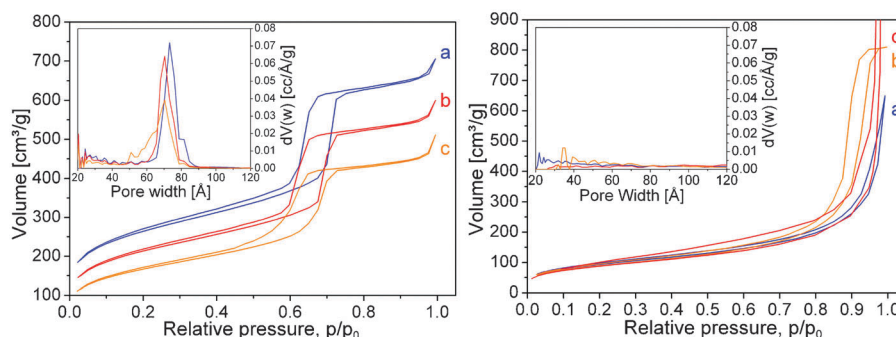 800
700
600
500
400
300
200
100
Volume [cm³/g]
0.0 0.2 0.4 0.6 0.8 1.0
Relative pressure, p/p₀
a
b
c
0.08
0.07
0.06
0.05
0.04
0.03
0.02
0.01
0.00
dV(w) [cc/Å/g]
20 40 60 80 100 120
Pore width [Å]
900
800
700
600
500
400
300
200
100
0
Volume [cm³/g]
0.0 0.1 0.2 0.3 0.4 0.5 0.6 0.7 0.8 0.9 1.0
Relative pressure, p/p₀
b
a
0.08
0.07
0.06
0.05
0.04
0.03
0.02
0.01
0.00
dV(w) [cc/Å/g]
20 40 60 80 100 120
Pore Width [Å]